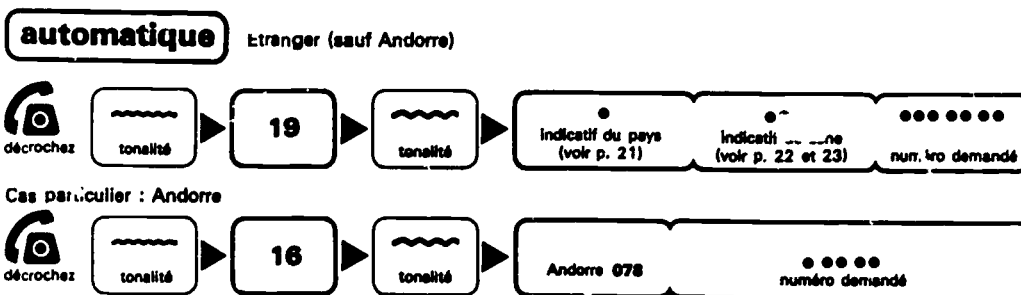 automatique Etranger (sauf Andorre)
décrochez tonalité 19 tonalité indicatif du pays (voir p. 21) indicatif (voir p. 22 et 23) demandé
Cas particulier : Andorre
décrochez tonalité 16 tonalité Andorre 078 numéro demandé